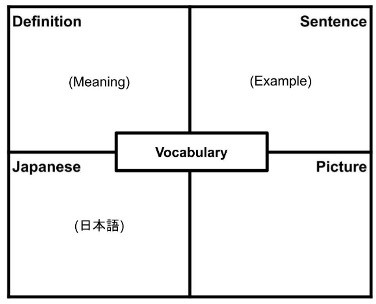 Definition
Sentence
(Meaning)
(Example)
Vocabulary
Japanese
Picture
(日本語)